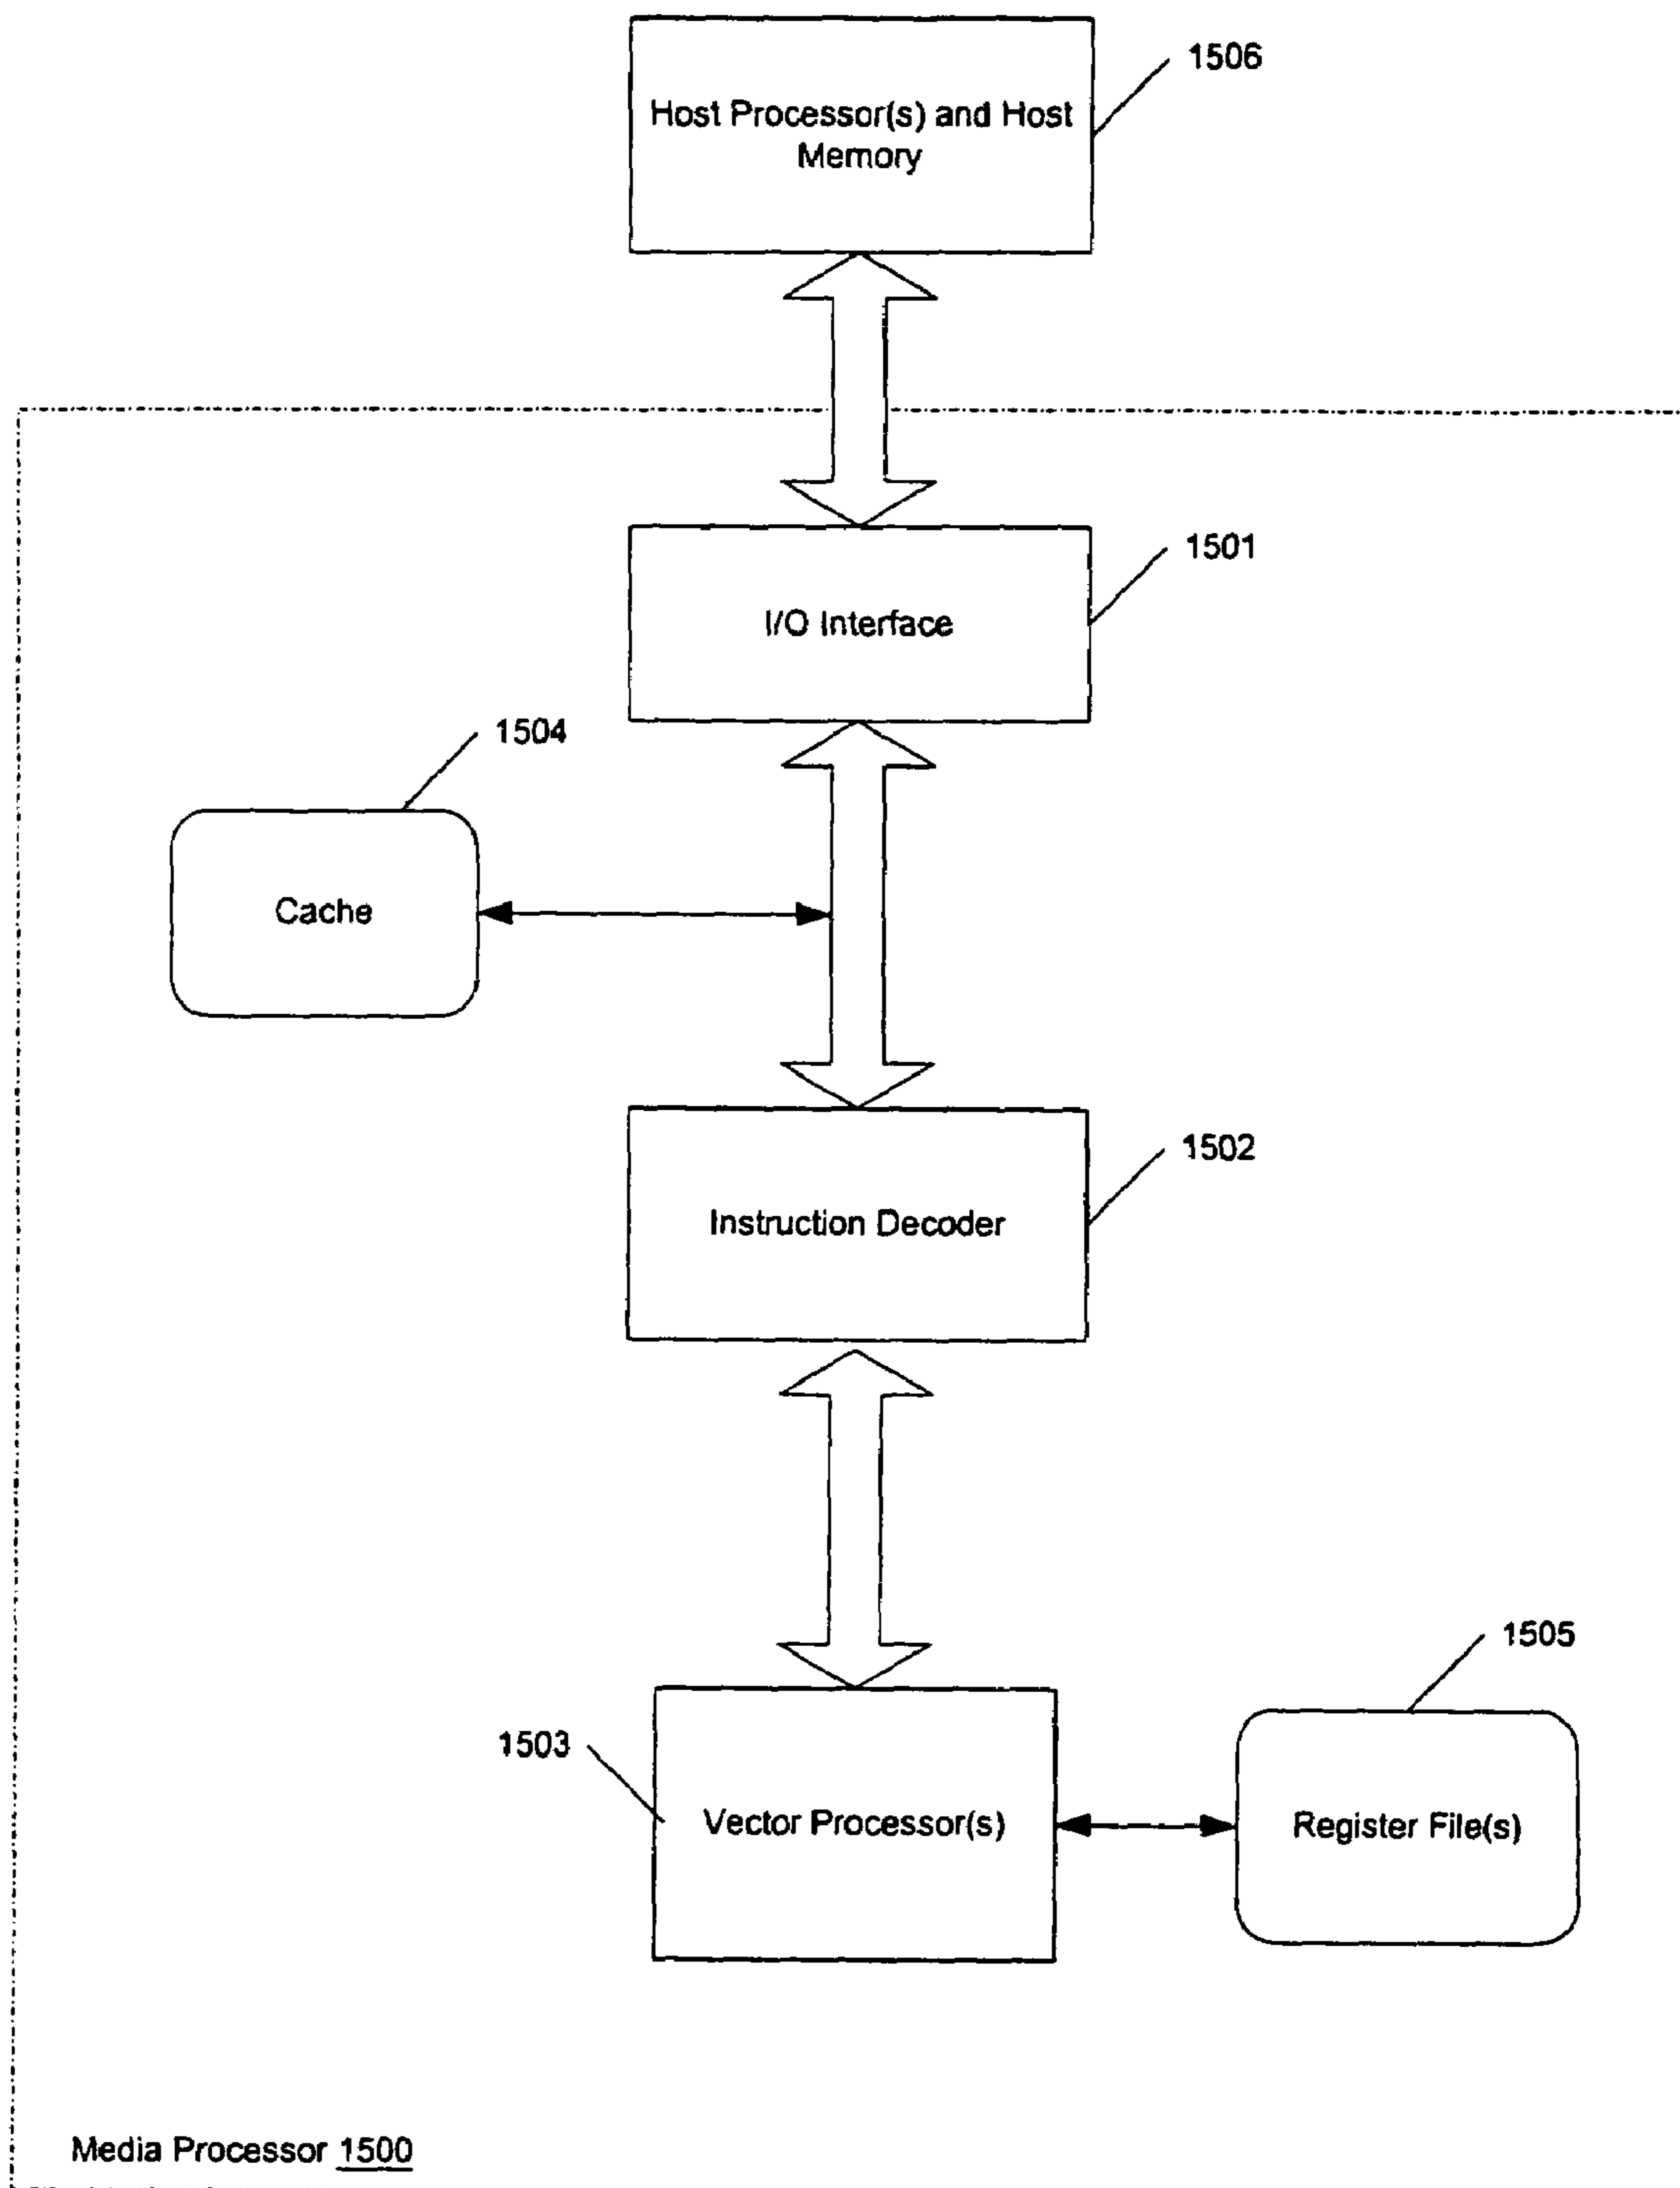 1506
Host Processor(s) and Host
Memory
1501
I/O Interface
1504
Cache
1502
Instruction Decoder
1505
1503
Vector Processor(s)
Register File(s)
Media Processor 1500